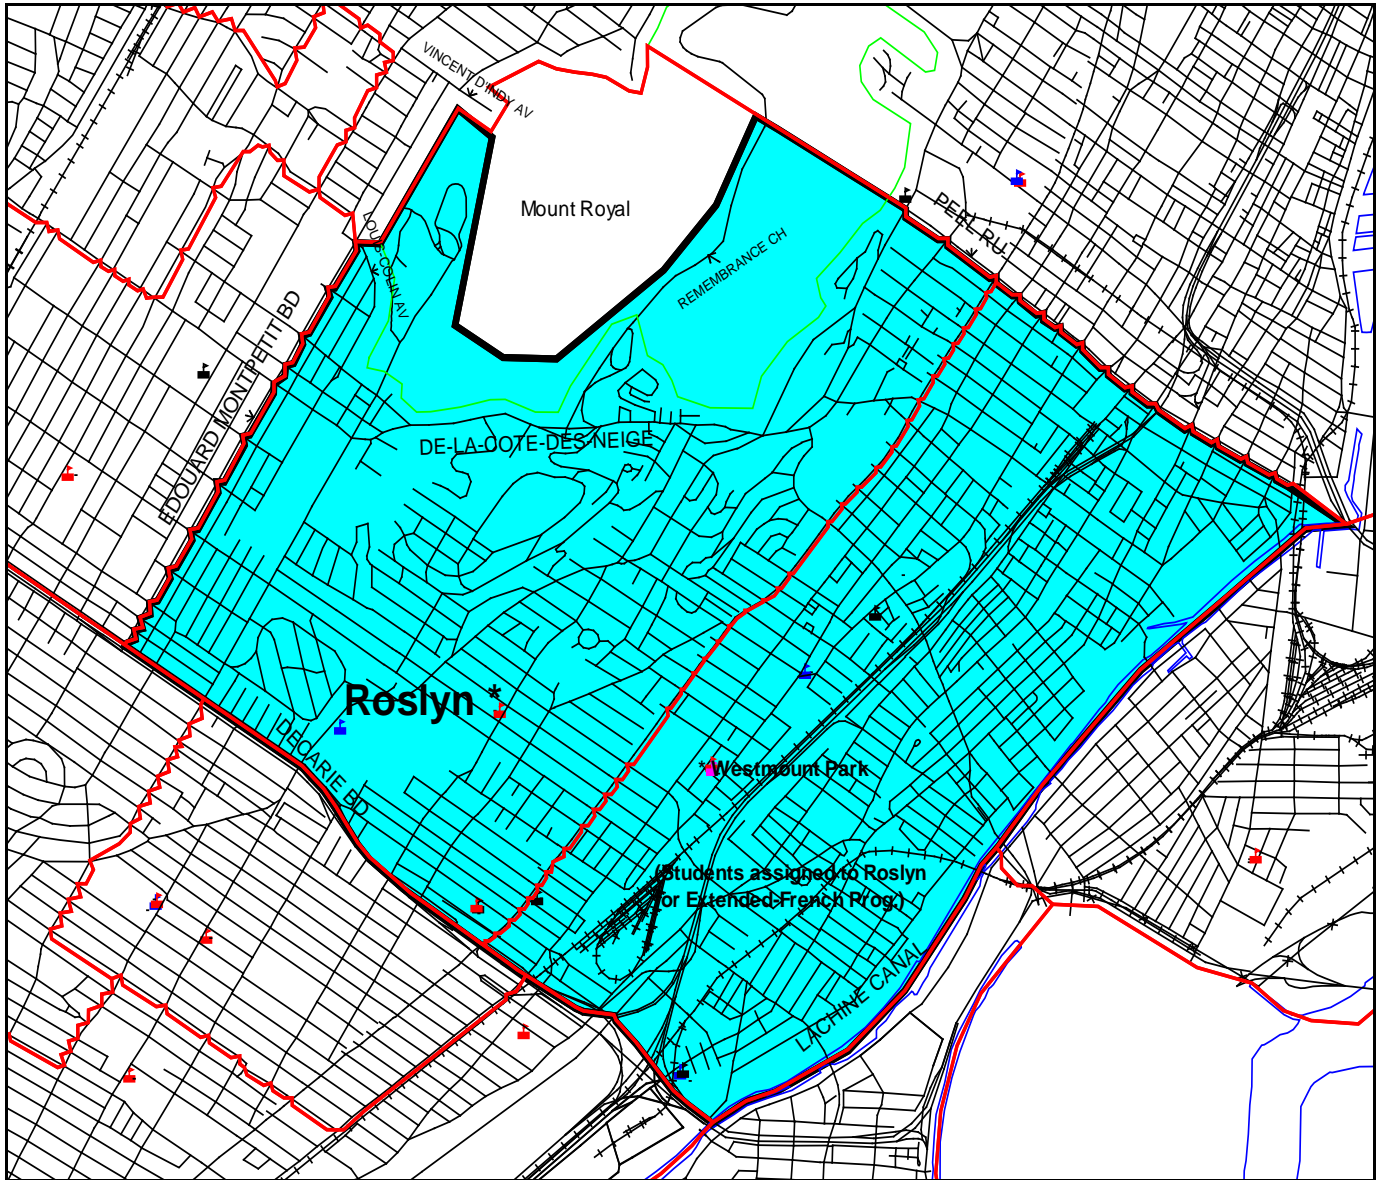 VINCENT D'INDY AV
Mount Royal
PEEL RU
LOUIS-COLIN AV
REMEMBRANCE CH
EDOUARD MONTPETIT BD
DE-LA-COTE-DES-NEIGE
Roslyn *
DECARIE BD
* Westmount Park
(Students assigned to Roslyn
for Extended French Prog.)
LACHINE CANAL